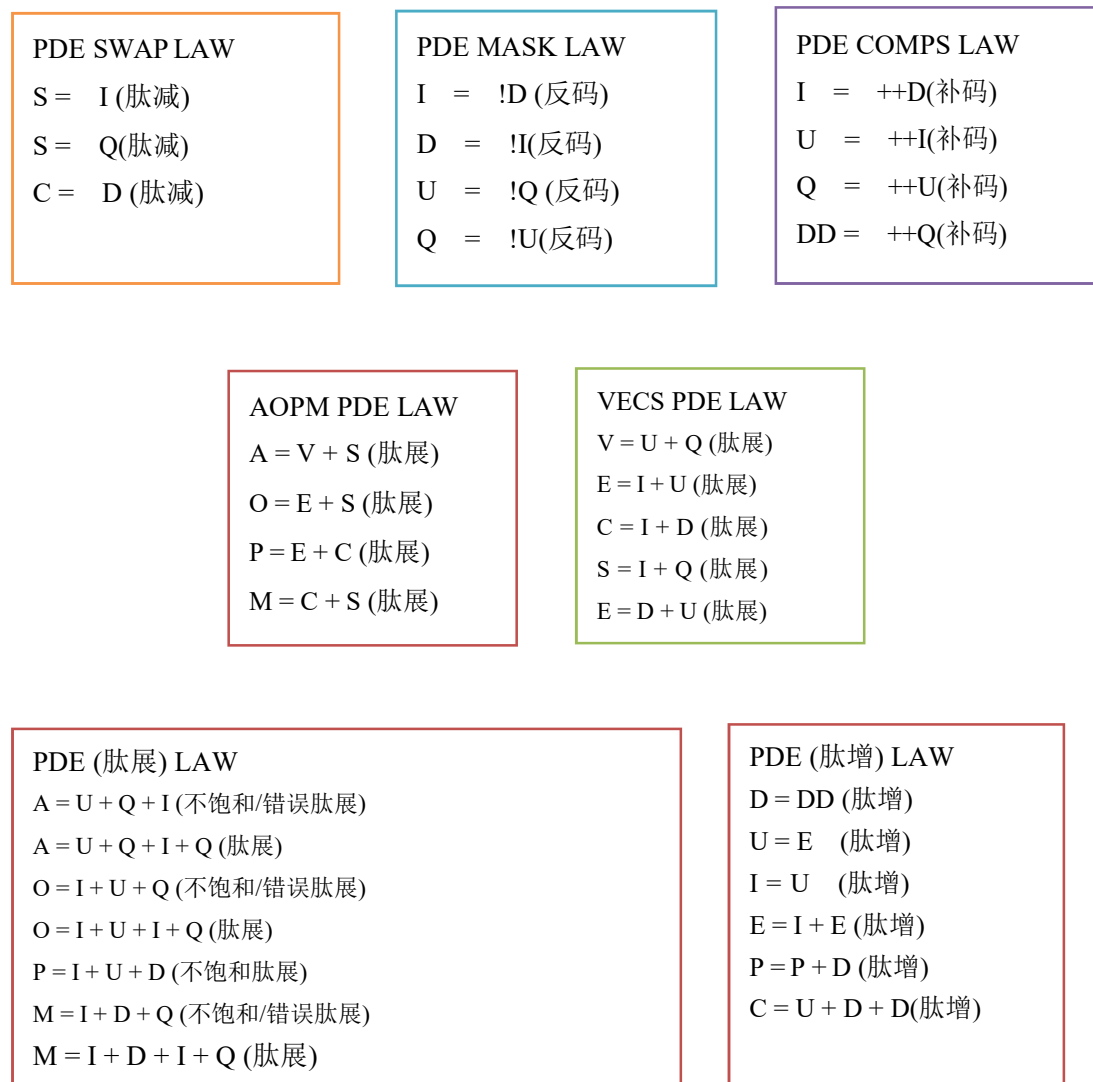 PDE SWAP LAW
S = I (肽减)
S = Q(肽减)
C = D (肽减)
PDE MASK LAW
I = !D (反码)
D = !I(反码)
U = !Q (反码)
Q = !U(反码)
PDE COMPS LAW
I = ++D(补码)
U = ++I(补码)
Q = ++U(补码)
DD = ++Q(补码)
AOPM PDE LAW
A = V + S (肽展)
O = E + S (肽展)
P = E + C (肽展)
M = C + S (肽展)
VECS PDE LAW
V = U + Q (肽展)
E = I + U (肽展)
C = I + D (肽展)
S = I + Q (肽展)
E = D + U (肽展)
PDE (肽展) LAW
A = U + Q + I (不饱和/错误肽展)
A = U + Q + I + Q (肽展)
O = I + U + Q (不饱和/错误肽展)
O = I + U + I + Q (肽展)
P = I + U + D (不饱和肽展)
M = I + D + Q (不饱和/错误肽展)
M = I + D + I + Q (肽展)
PDE (肽增) LAW
D = DD (肽增)
U = E (肽增)
I = U (肽增)
E = I + E (肽增)
P = P + D (肽增)
C = U + D + D(肽增)